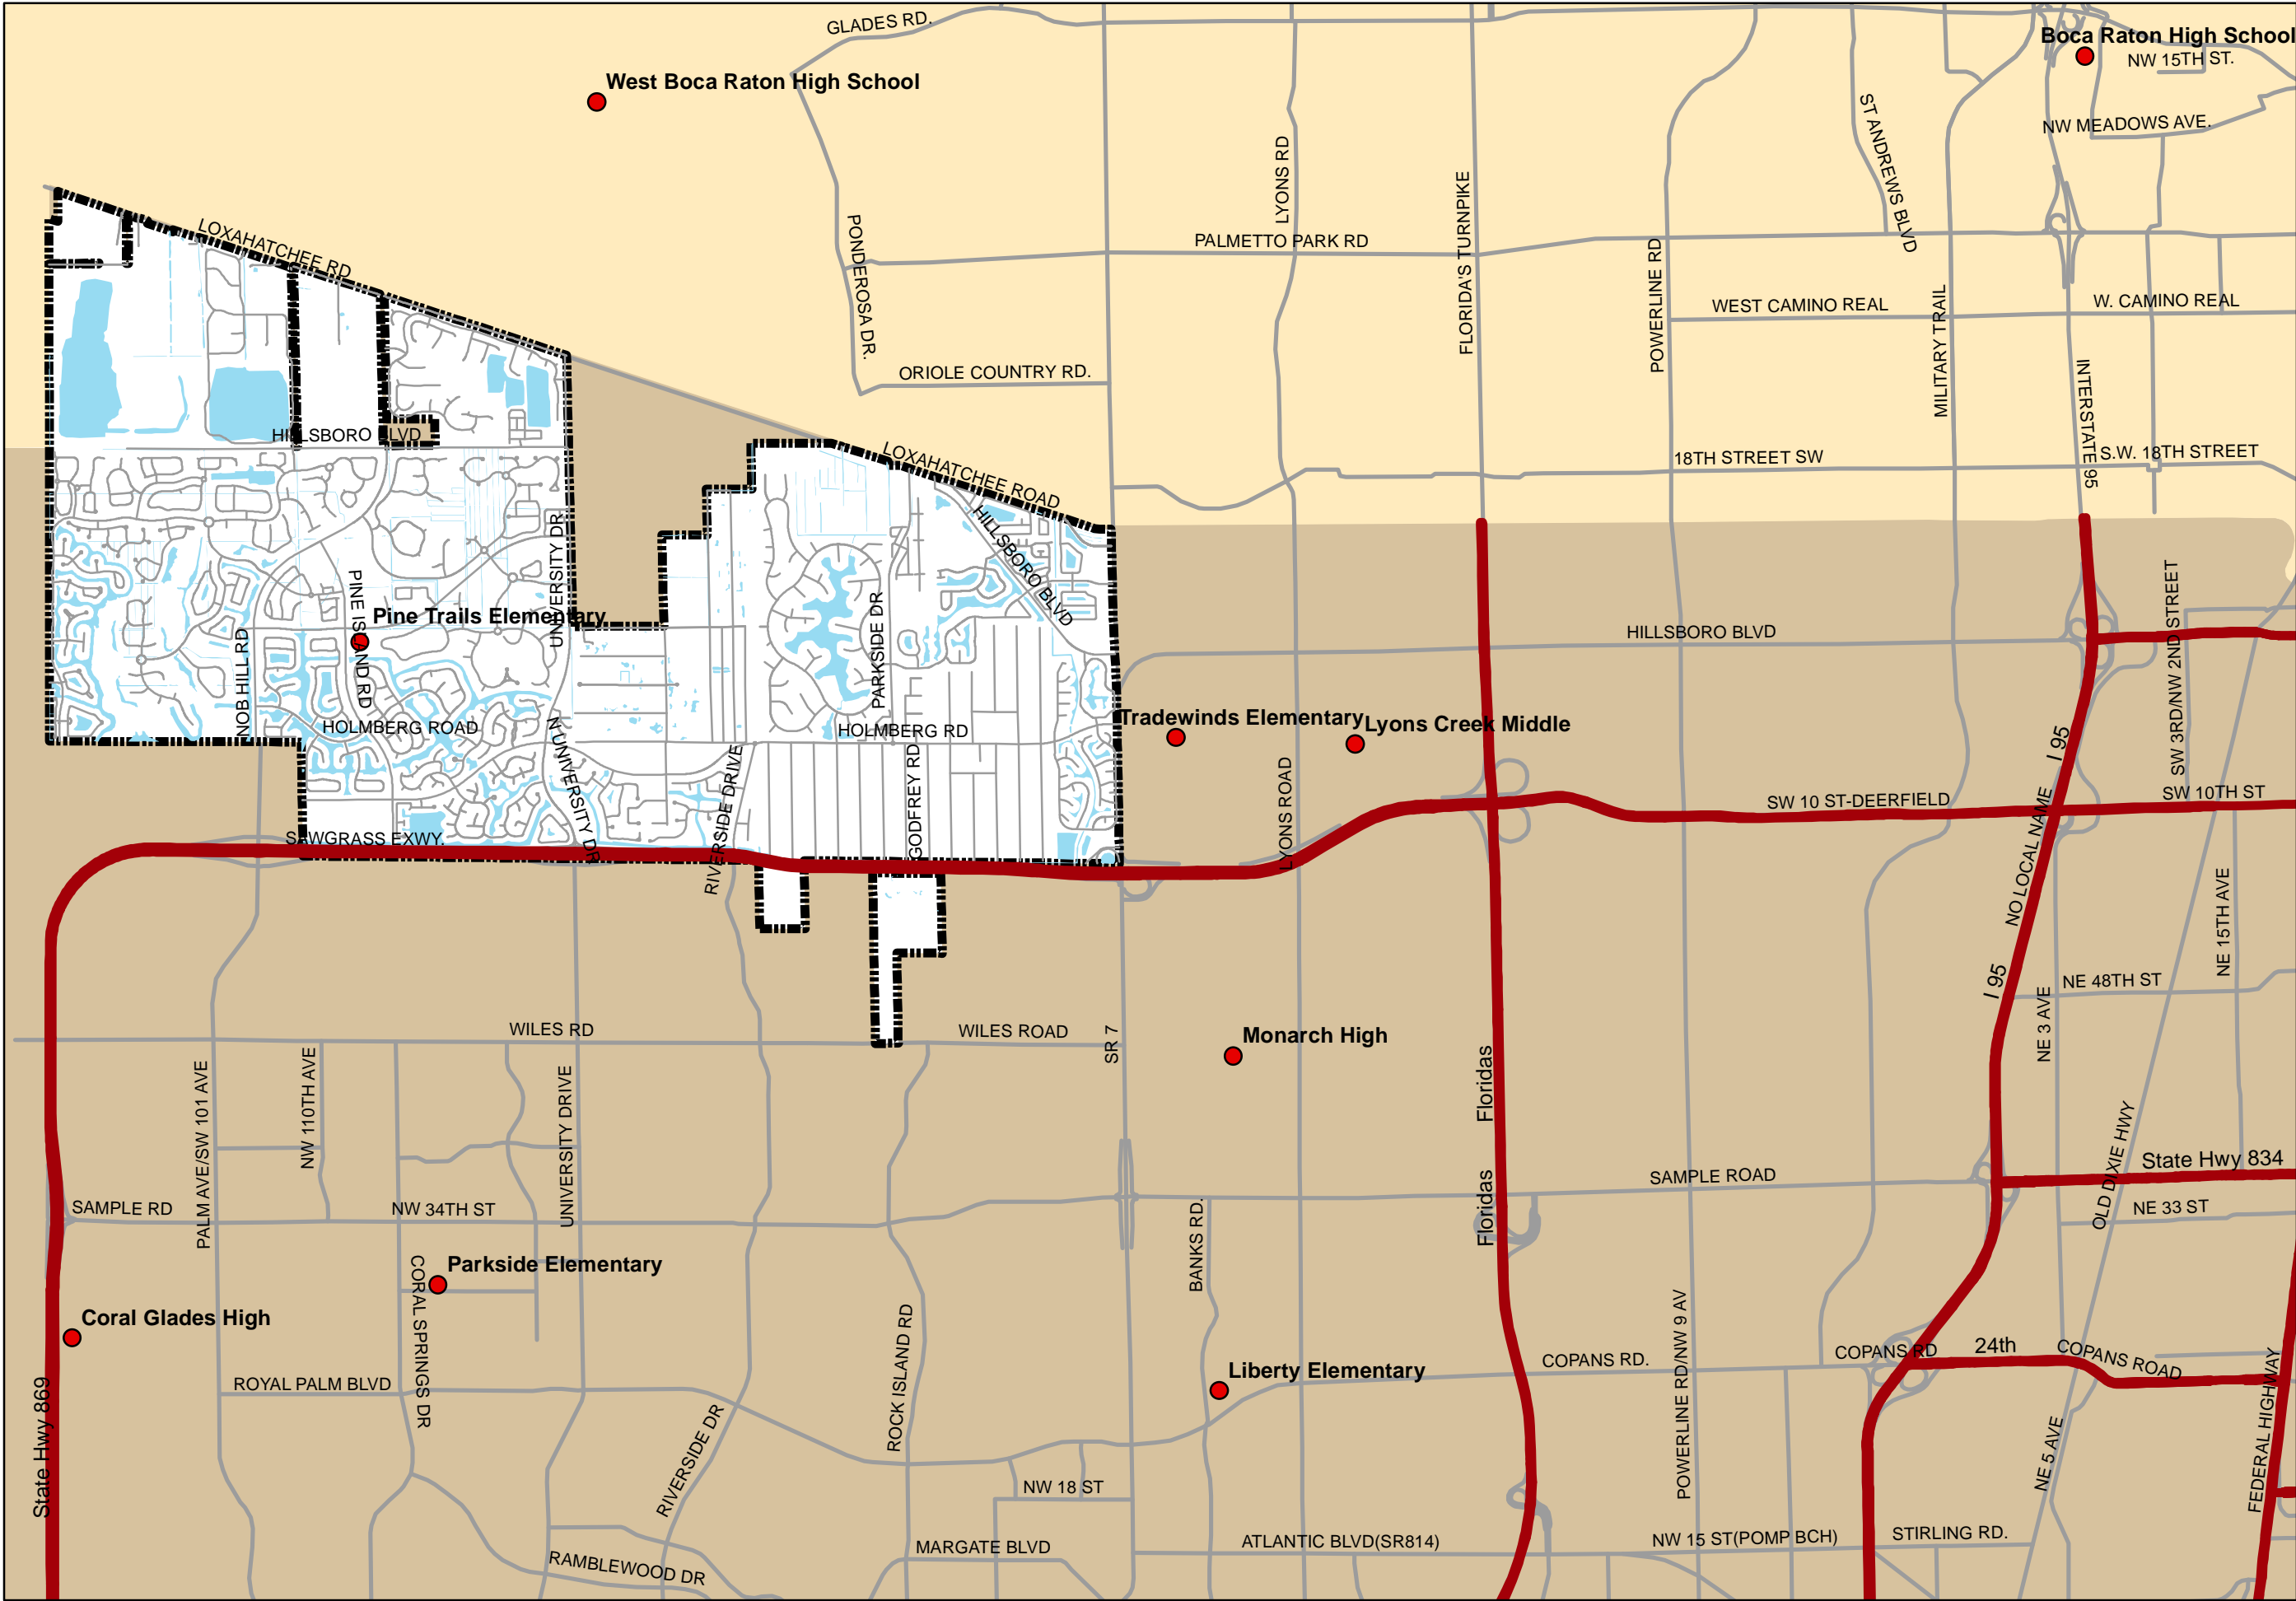 GLADES RD.
Boca Raton High School
NW 15TH ST.
West Boca Raton High School
ST ANDREWS BLVD
NW MEADOWS AVE.
LYONS RD
FLORIDA'S TURNPIKE
LOXAHATCHEE RD
PONDEROSA DR.
PALMETTO PARK RD
POWERLINE RD
MILITARY TRAIL
WEST CAMINO REAL
W. CAMINO REAL
INTERSTATE 95
ORIOLE COUNTRY RD.
HILLSBORO BLVD
LOXAHATCHEE ROAD
18TH STREET SW
S.W. 18TH STREET
HILLSBORO BLVD
UNIVERSITY DR
PINE ISLAND RD
Pine Trails Elementary
PARKSIDE DR
NOB HILL RD
HILLSBORO BLVD
SW 3RD/NW 2ND STREET
HOLMBERG ROAD
N UNIVERSITY DR
HOLMBERG RD
Tradewinds Elementary
Lyons Creek Middle
I 95
RIVERSIDE DRIVE
GODFREY RD
LYONS ROAD
SW 10 ST-DEERFIELD
SW 10TH ST
NO LOCAL NAME
SAWGRASS EXWY.
NE 15TH AVE
I 95
NE 48TH ST
WILES RD
WILES ROAD
SR 7
Monarch High
NE 3 AVE
Floridas
PALM AVE/SW 101 AVE
NW 110TH AVE
UNIVERSITY DRIVE
OLD DIXIE HWY
State Hwy 834
SAMPLE ROAD
Floridas
SAMPLE RD
NW 34TH ST
BANKS RD.
NE 33 ST
Parkside Elementary
CORAL SPRINGS DR
Coral Glades High
ROCK ISLAND RD
POWERLINE RD/NW 9 AV
24th
COPANS RD
COPANS ROAD
COPANS RD.
Liberty Elementary
ROYAL PALM BLVD
State Hwy 869
RIVERSIDE DR
FEDERAL HIGHWAY
NE 5 AVE
NW 18 ST
MARGATE BLVD
ATLANTIC BLVD(SR814)
NW 15 ST(POMP BCH)
STIRLING RD.
RAMBLEWOOD DR